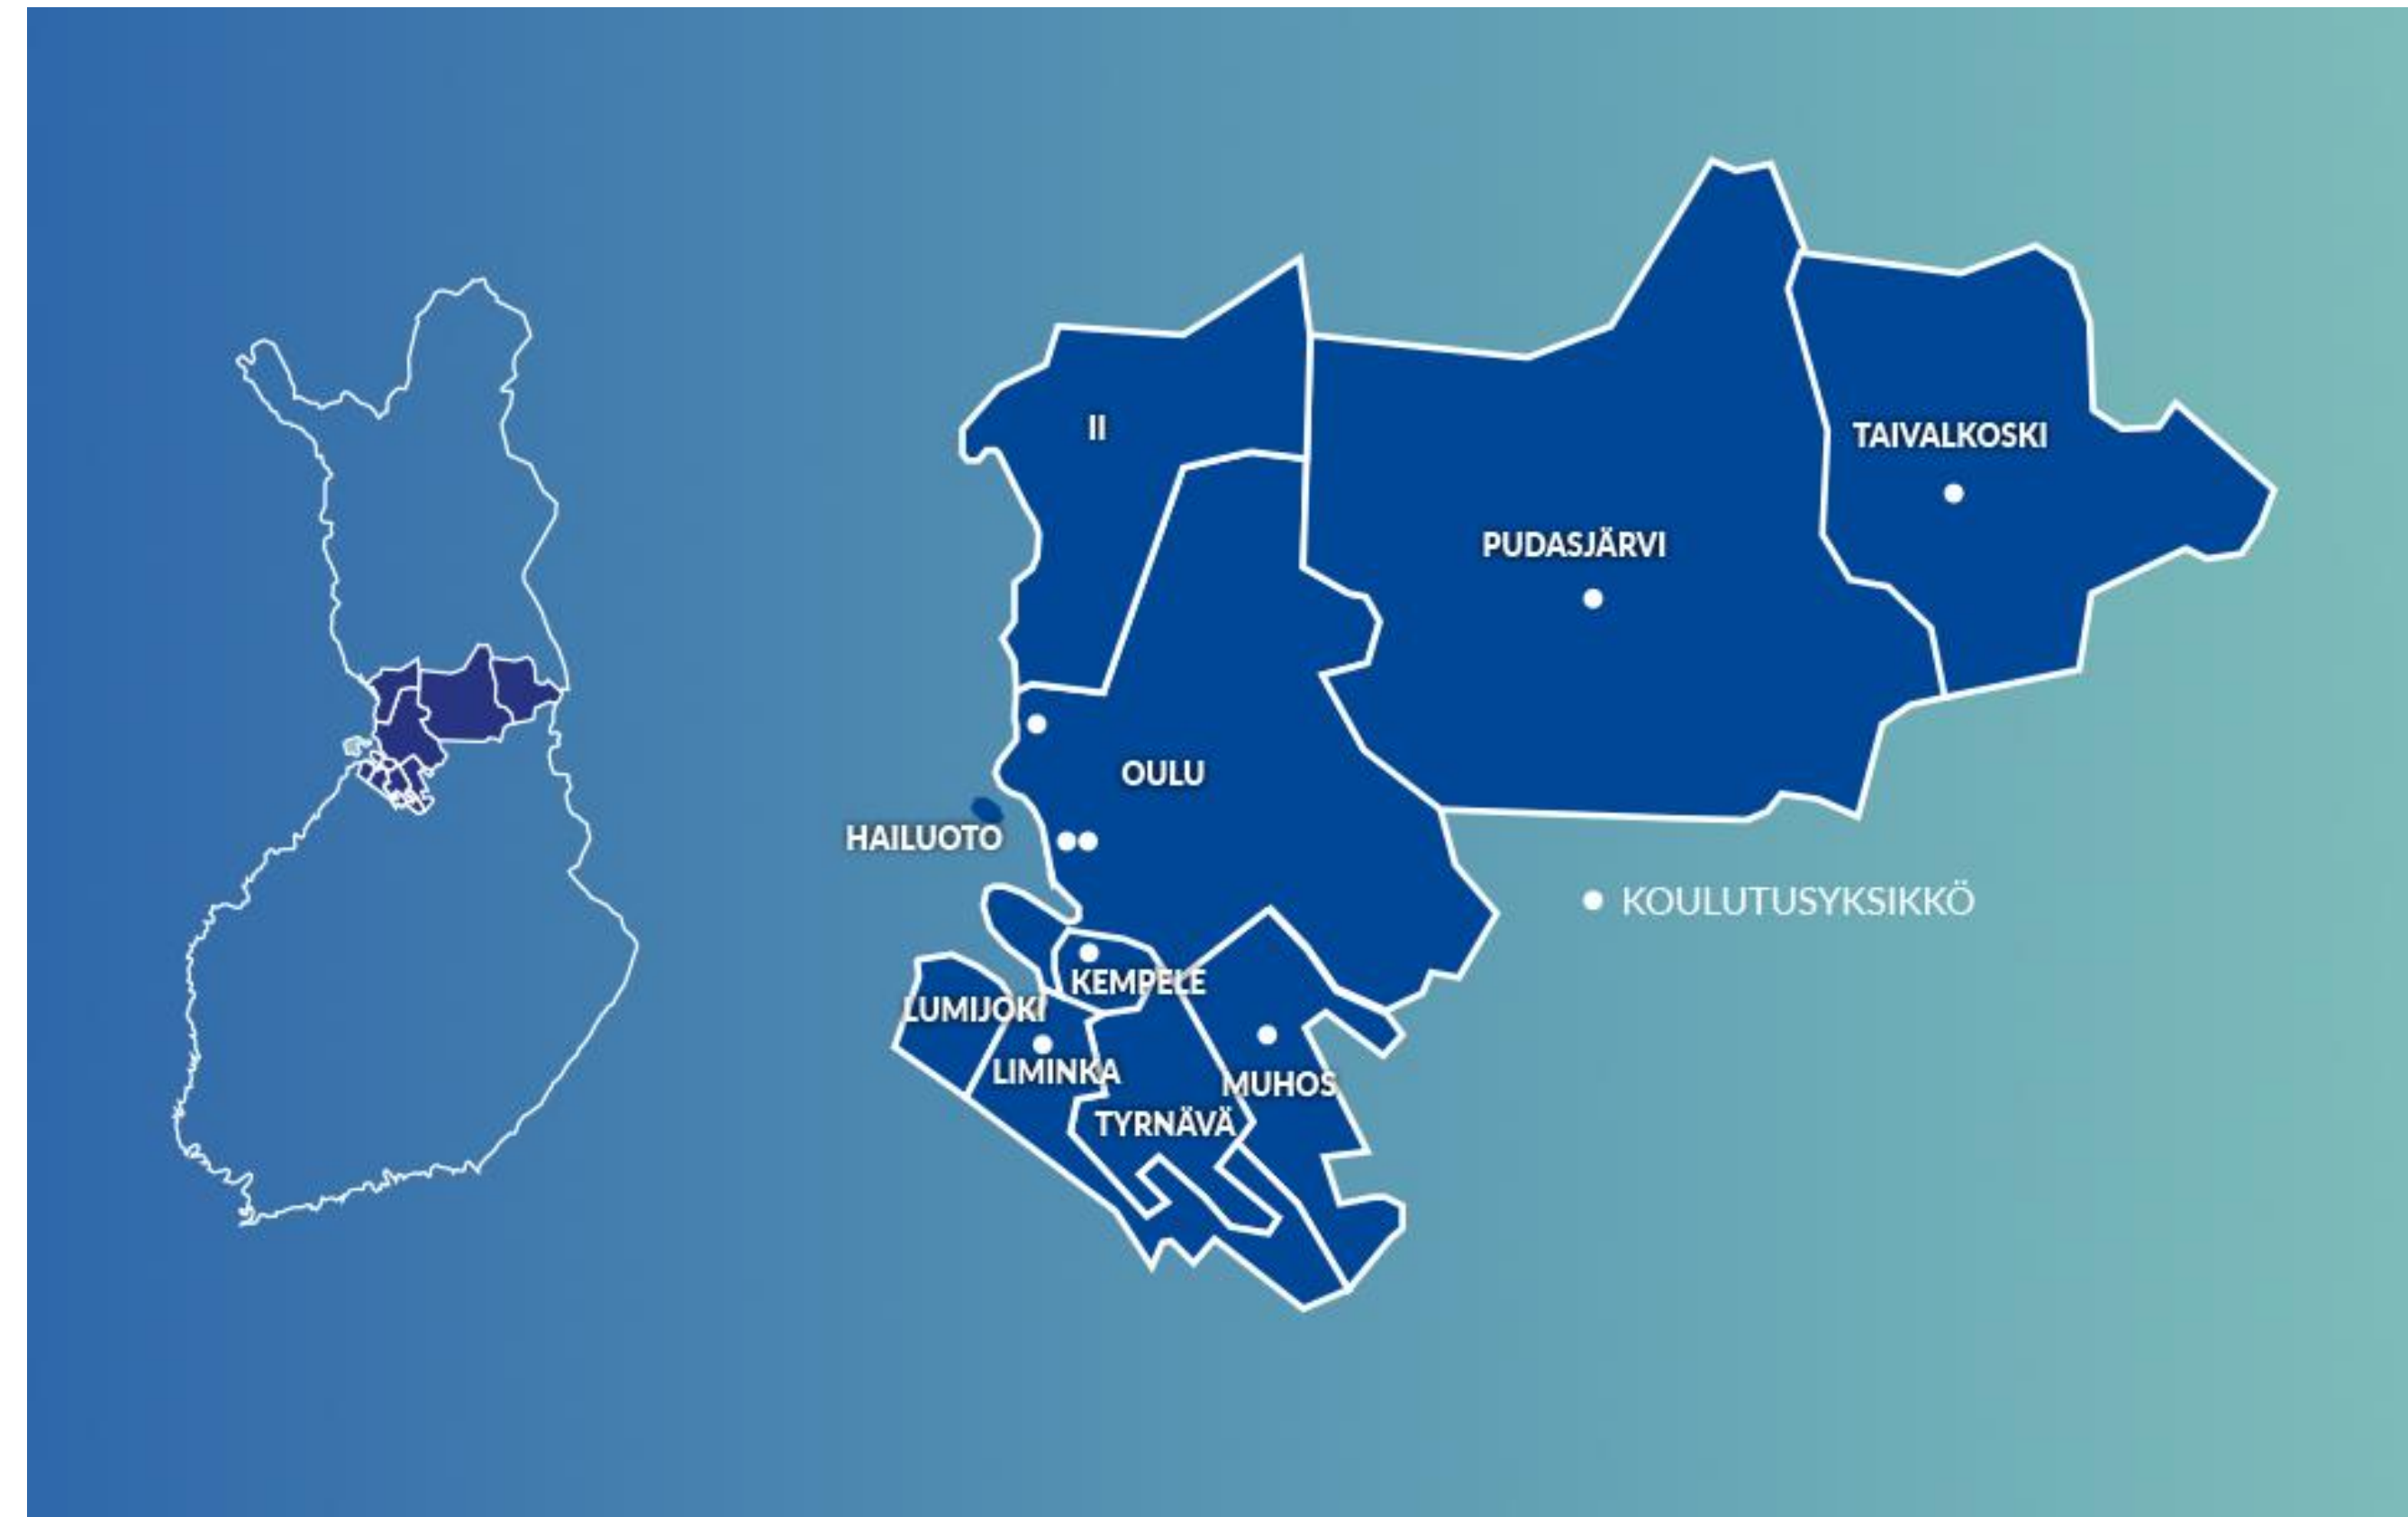 II
TAIVALKOSKI
PUDASJÄRVI
OULU
HAILUOTO
KOULUTUSYKSIKKÖ
KEMPELE
LUMIJOKI
LIMINKA
MUHOS
TYRNÄVÄ